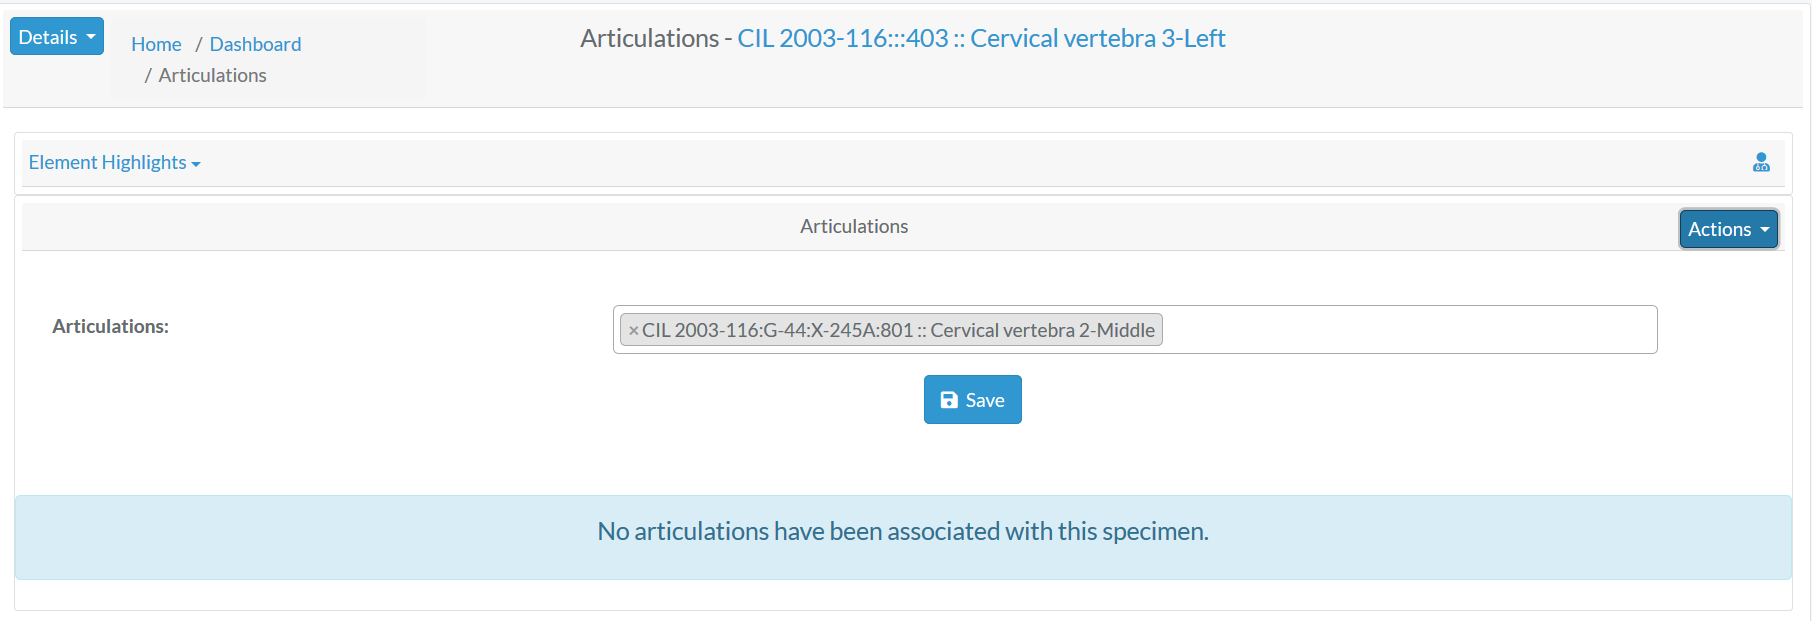 Details
Home / Dashboard
/ Articulations
Articulations - CIL 2003-116:::403 :: Cervical vertebra 3-Left
Element Highlights
Articulations
Actions
Articulations:
×CIL 2003-116:G-44:X-245A:801 :: Cervical vertebra 2-Middle
Save
No articulations have been associated with this specimen.